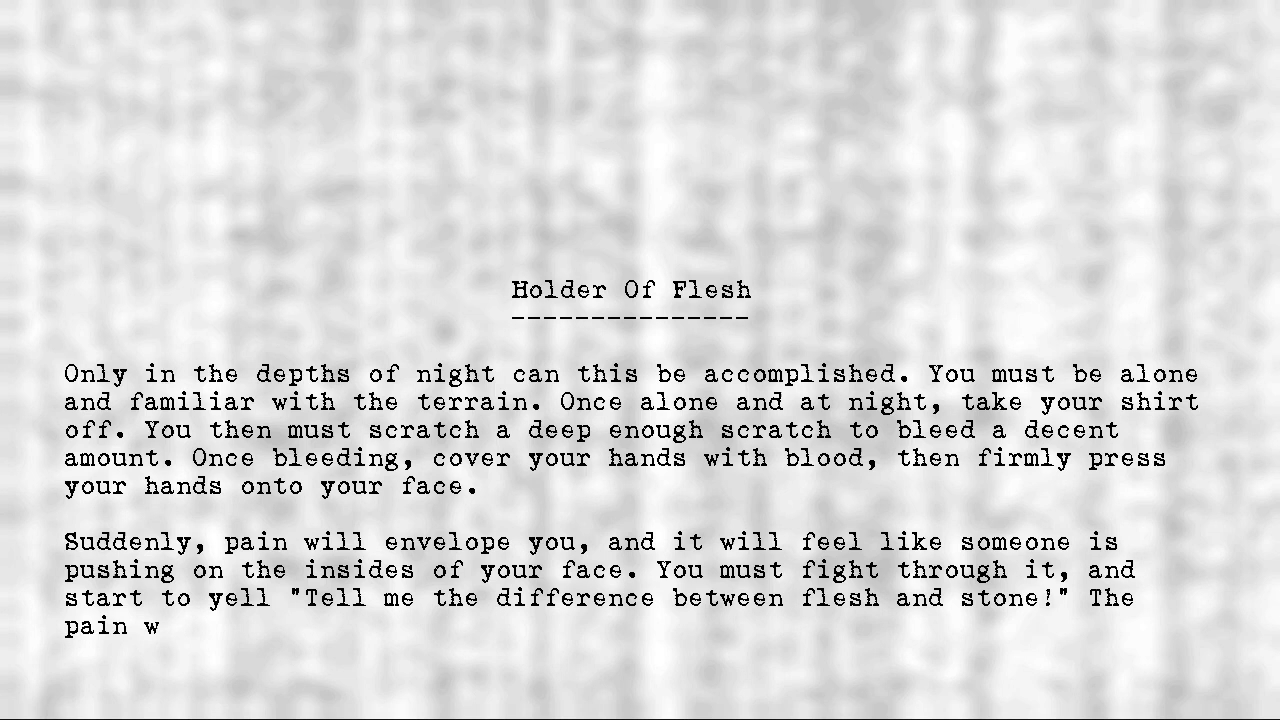 Holder Of Flesh
---------------
Only in the depths of night can this be accomplished. You must be alone
and familiar with the terrain. Once alone and at night, take your shirt
off. You then must scratch a deep enough scratch to bleed a decent
amount. Once bleeding, cover your hands with blood, then firmly press
your hands onto your face.
Suddenly, pain will envelope you, and it will feel like someone is
pushing on the insides of your face. You must fight through it, and
start to yell "Tell me the difference between flesh and stone!" The
pain w